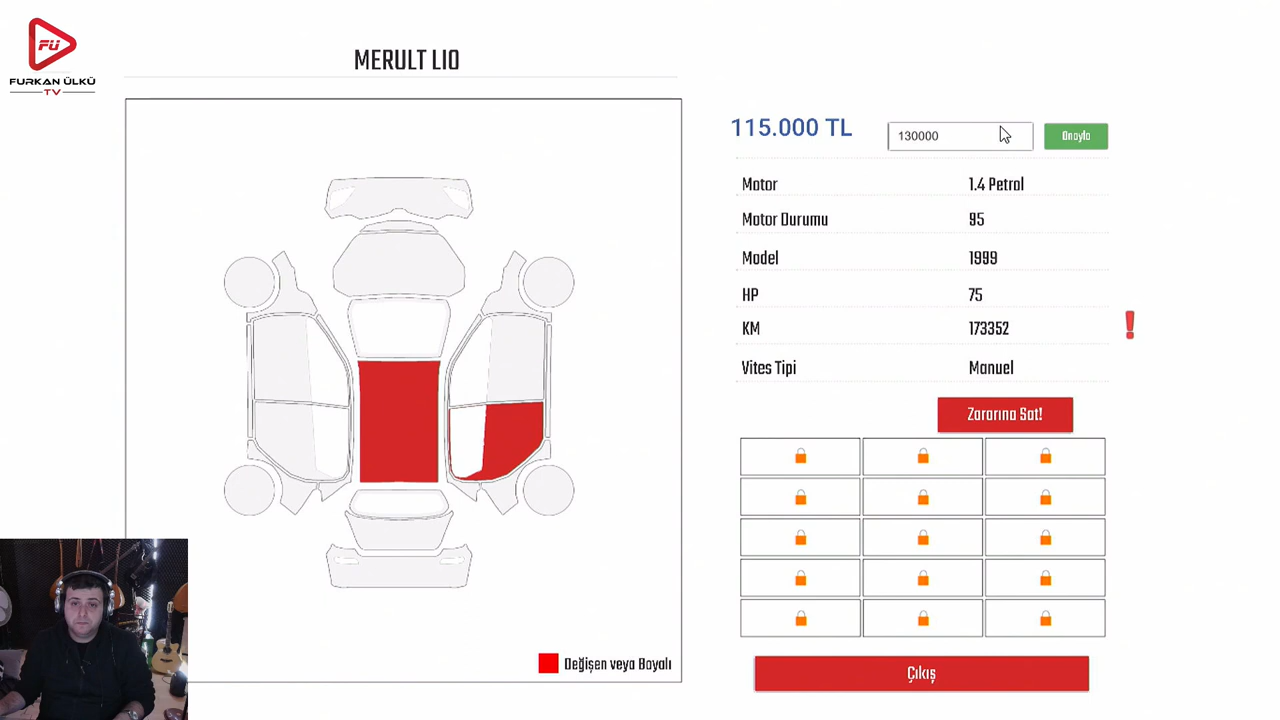 FU
FURKAN ÜLKÜ
TV
MERULT LIO
115.000 TL
130000
Onayla
Motor 1.4 Petrol
Motor Durumu 95
Model 1999
HP 75
KM 173352
!
Vites Tipi Manuel
Zararına Sat!
Çıkış
Değişen veya Boyalı